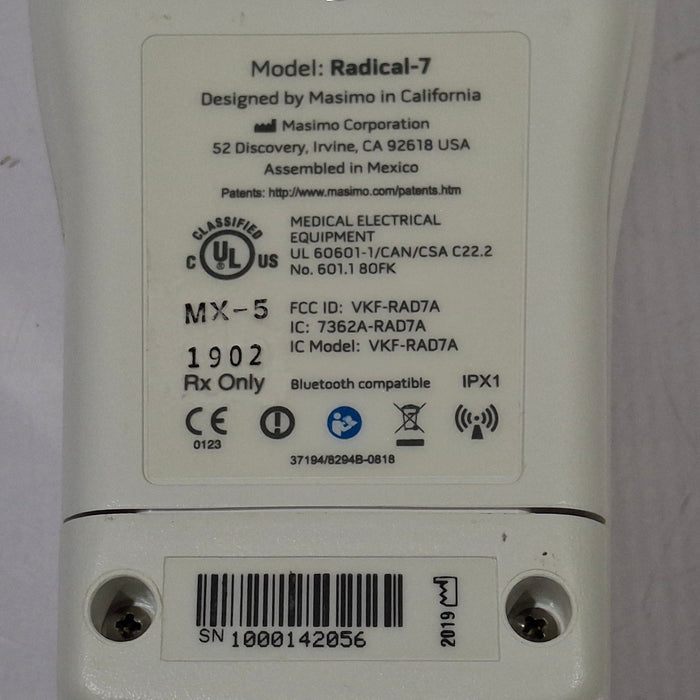 Model: Radical-7
Designed by Masimo in California
Masimo Corporation
52 Discovery, Irvine, CA 92618 USA
Assembled in Mexico
Patents: http://www.masimo.com/patents.htm
CLASSIFIED
C UL US
MEDICAL ELECTRICAL
EQUIPMENT
UL 60601-1/CAN/CSA C22.2
No. 601.1 80FK
MX-5
1902
FCC ID: VKF-RAD7A
IC: 7362A-RAD7A
IC Model: VKF-RAD7A
Rx Only
Bluetooth compatible
IPX1
CE
0123
37194/8294B-0818
SN 1000142056
2019